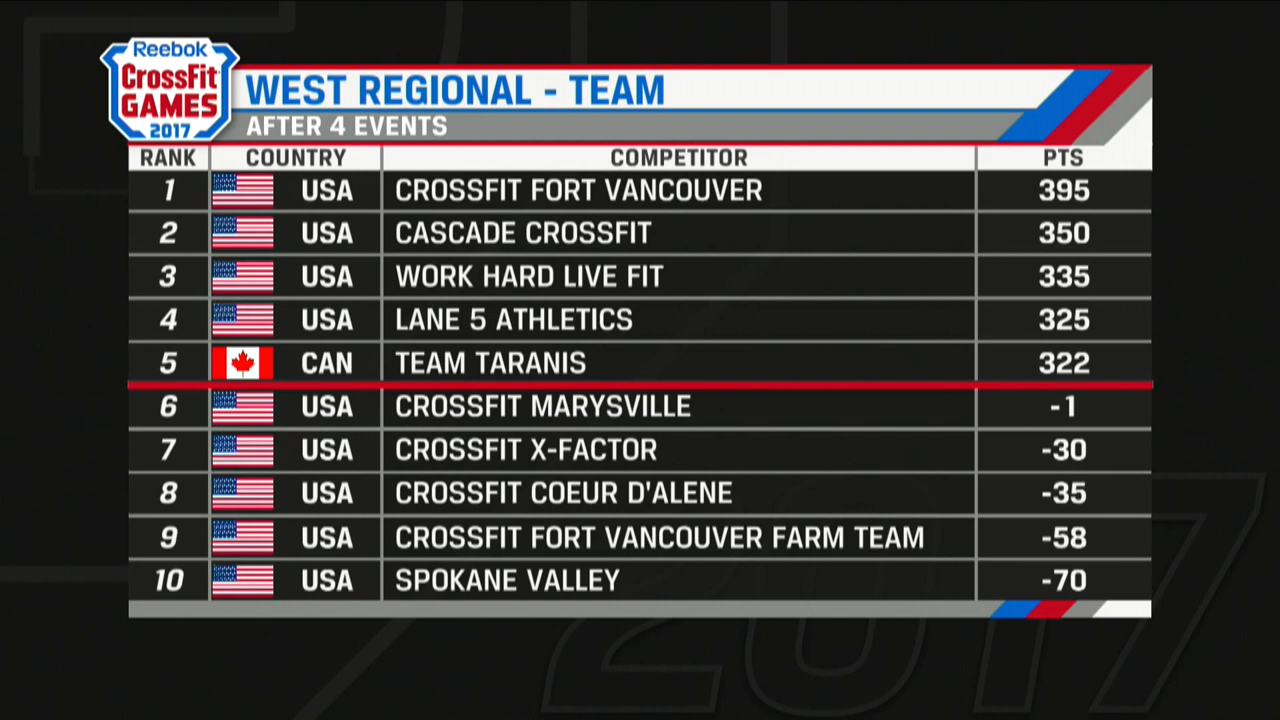 Reebok
CrossFit
GAMES
2017
WEST REGIONAL - TEAM
AFTER 4 EVENTS
RANK COUNTRY COMPETITOR PTS
1 USA CROSSFIT FORT VANCOUVER 395
2 USA CASCADE CROSSFIT 350
3 USA WORK HARD LIVE FIT 335
4 USA LANE 5 ATHLETICS 325
5 CAN TEAM TARANIS 322
6 USA CROSSFIT MARYSVILLE -1
7 USA CROSSFIT X-FACTOR -30
8 USA CROSSFIT COEUR D'ALENE -35
9 USA CROSSFIT FORT VANCOUVER FARM TEAM -58
10 USA SPOKANE VALLEY -70
2017